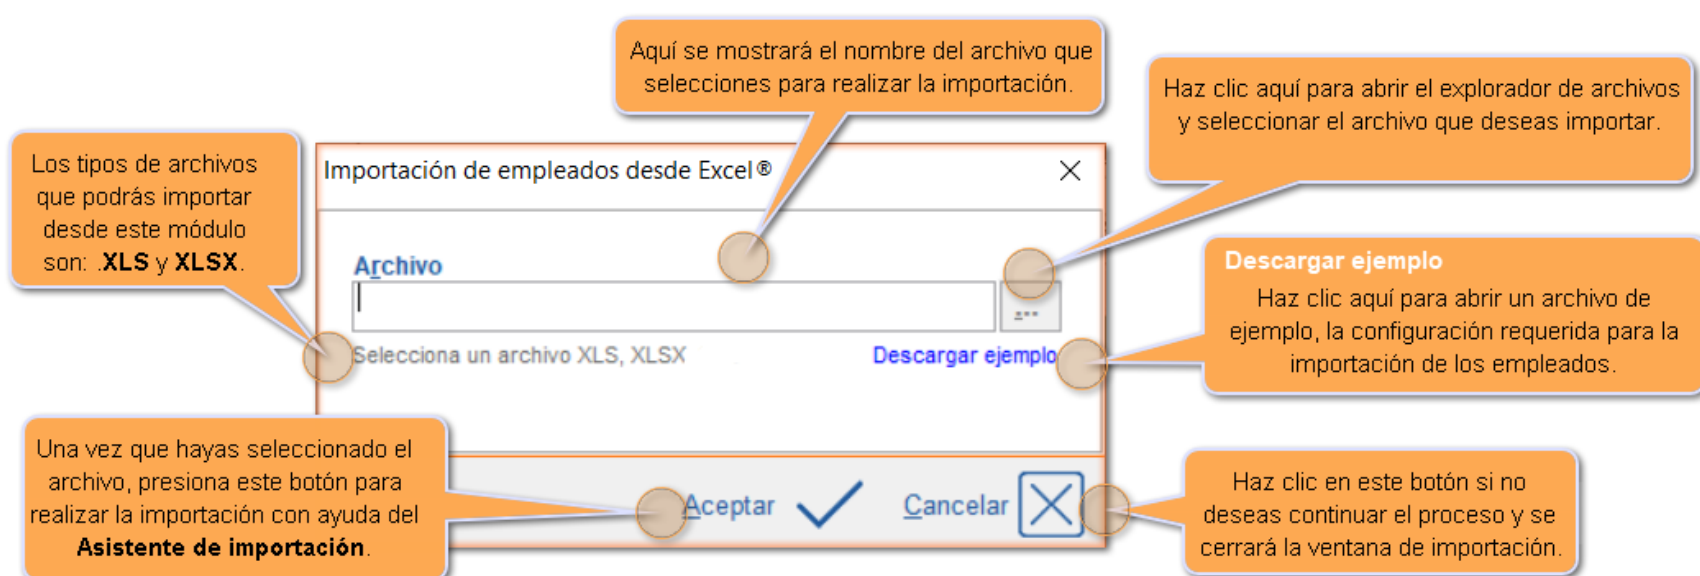 Aquí se mostrará el nombre del archivo que
selecciones para realizar la importación.
Haz clic aquí para abrir el explorador de archivos
y seleccionar el archivo que deseas importar.
Los tipos de archivos
que podrás importar
desde este módulo
son: .XLS y XLSX.
Importación de empleados desde Excel®
Archivo
...
Selecciona un archivo XLS, XLSX
Descargar ejemplo
Descargar ejemplo
Haz clic aquí para abrir un archivo de
ejemplo, la configuración requerida para la
importación de los empleados.
Una vez que hayas seleccionado el
archivo, presiona este botón para
realizar la importación con ayuda del
Asistente de importación.
Aceptar
Cancelar
Haz clic en este botón si no
deseas continuar el proceso y se
cerrará la ventana de importación.